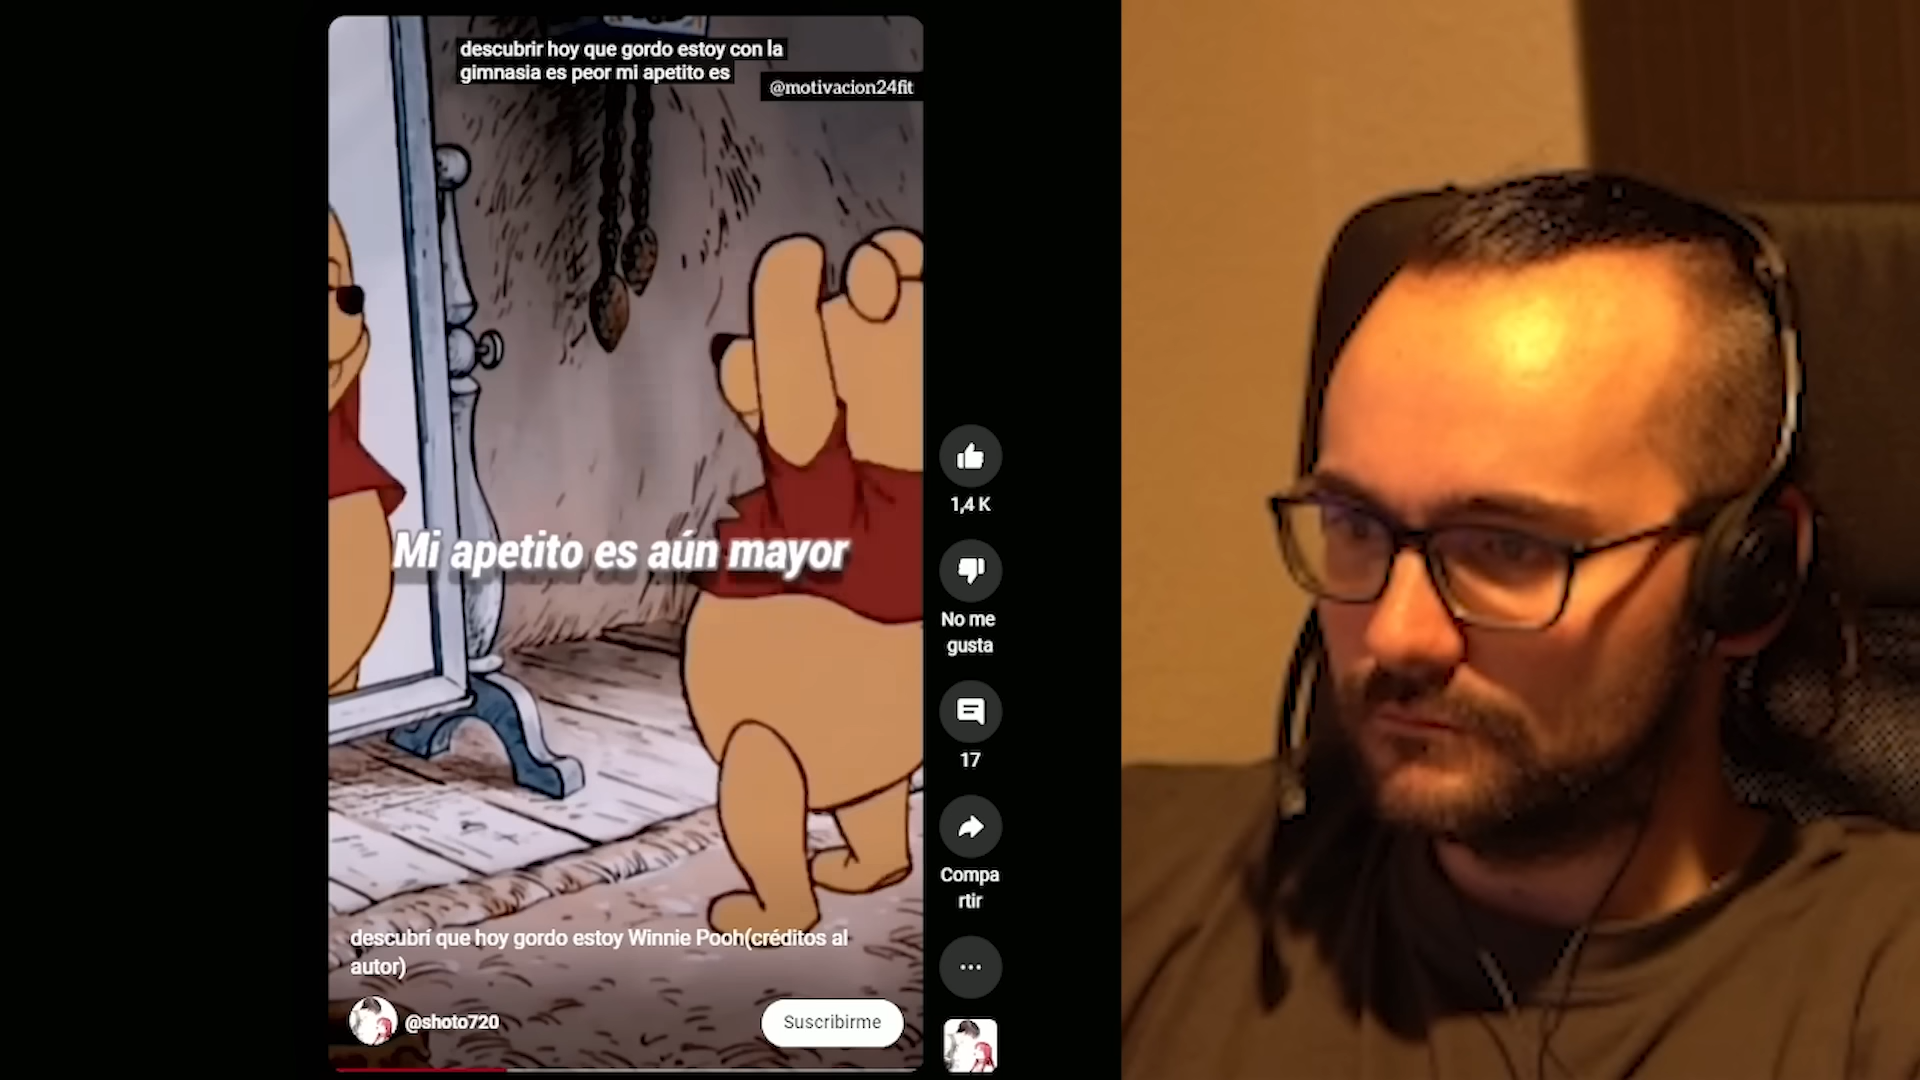 descubrir hoy que gordo estoy con la
gimnasia es peor mi apetito es
@motivacion24fit
Mi apetito es aún mayor
1,4 K
No me
gusta
17
Compa
rtir
descubrí que hoy gordo estoy Winnie Pooh(créditos al
autor)
@shoto720
Suscribirme